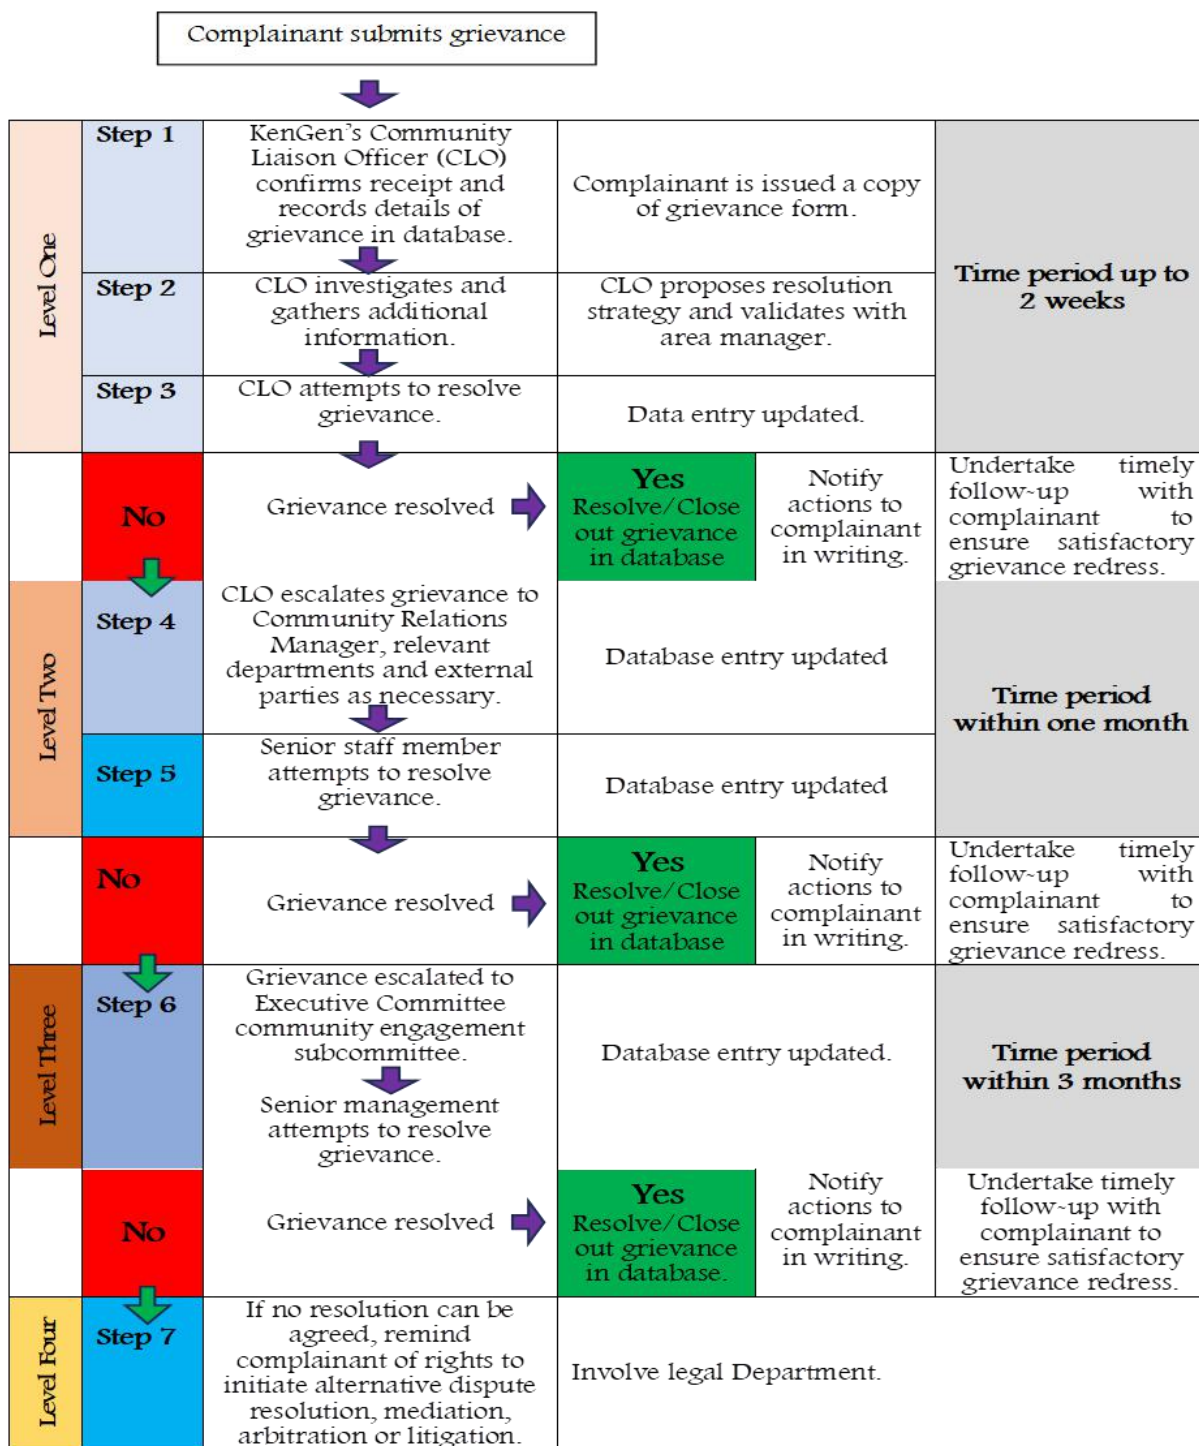 Complainant submits grievance
Level One
Step 1
KenGen's Community
Liaison Officer (CLO)
confirms receipt and
records details of
grievance in database.
Complainant is issued a copy
of grievance form.
Time period up to
2 weeks
Step 2
CLO investigates and
gathers additional
information.
CLO proposes resolution
strategy and validates with
area manager.
Step 3
CLO attempts to resolve
grievance.
Data entry updated.
No
Grievance resolved
Yes
Resolve/Close
out grievance
in database
Notify
actions to
complainant
in writing.
Undertake timely
follow-up with
complainant to
ensure satisfactory
grievance redress.
Level Two
Step 4
CLO escalates grievance to
Community Relations
Manager, relevant
departments and external
parties as necessary.
Database entry updated
Time period
within one month
Step 5
Senior staff member
attempts to resolve
grievance.
Database entry updated
No
Grievance resolved
Yes
Resolve/Close
out grievance
in database
Notify
actions to
complainant
in writing.
Undertake timely
follow-up with
complainant to
ensure satisfactory
grievance redress.
Level Three
Step 6
Grievance escalated to
Executive Committee
community engagement
subcommittee.
Senior management
attempts to resolve
grievance.
Database entry updated.
Time period
within 3 months
No
Grievance resolved
Yes
Resolve/Close
out grievance
in database.
Notify
actions to
complainant
in writing.
Undertake timely
follow-up with
complainant to
ensure satisfactory
grievance redress.
Level Four
Step 7
If no resolution can be
agreed, remind
complainant of rights to
initiate alternative dispute
resolution, mediation,
arbitration or litigation.
Involve legal Department.